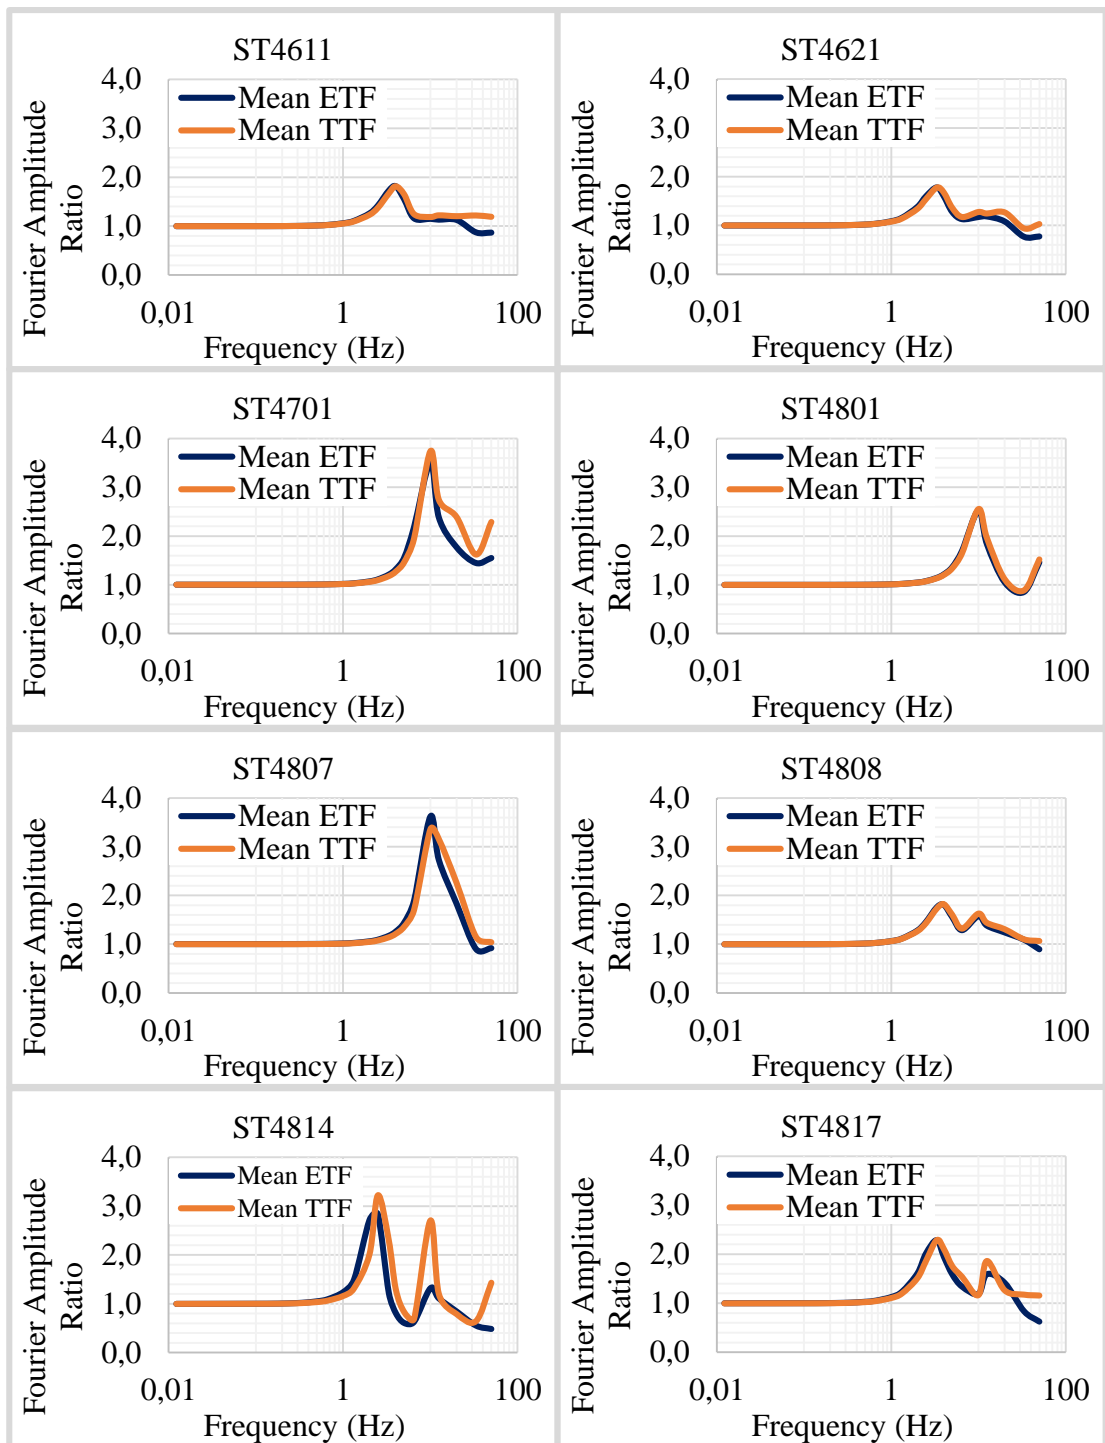 ST4611
4,0
3,0
2,0
1,0
0,0
Mean ETF
Mean TTF
Fourier Amplitude
Ratio
0,01 1 100
Frequency (Hz)
ST4621
4,0
3,0
2,0
1,0
0,0
Mean ETF
Mean TTF
Fourier Amplitude
Ratio
0,01 1 100
Frequency (Hz)
ST4701
4,0
3,0
2,0
1,0
0,0
Mean ETF
Mean TTF
Fourier Amplitude
Ratio
0,01 1 100
Frequency (Hz)
ST4801
4,0
3,0
2,0
1,0
0,0
Mean ETF
Mean TTF
Fourier Amplitude
Ratio
0,01 1 100
Frequency (Hz)
ST4807
4,0
3,0
2,0
1,0
0,0
Mean ETF
Mean TTF
Fourier Amplitude
Ratio
0,01 1 100
Frequency (Hz)
ST4808
4,0
3,0
2,0
1,0
0,0
Mean ETF
Mean TTF
Fourier Amplitude
Ratio
0,01 1 100
Frequency (Hz)
ST4814
4,0
3,0
2,0
1,0
0,0
Mean ETF
Mean TTF
Fourier Amplitude
Ratio
0,01 1 100
Frequency (Hz)
ST4817
4,0
3,0
2,0
1,0
0,0
Mean ETF
Mean TTF
Fourier Amplitude
Ratio
0,01 1 100
Frequency (Hz)